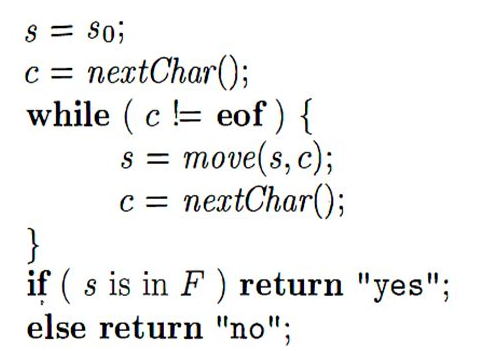 s = s₀;
c = nextChar();
while ( c != eof ) {
s = move(s, c);
c = nextChar();
}
if ( s is in F ) return "yes";
else return "no";